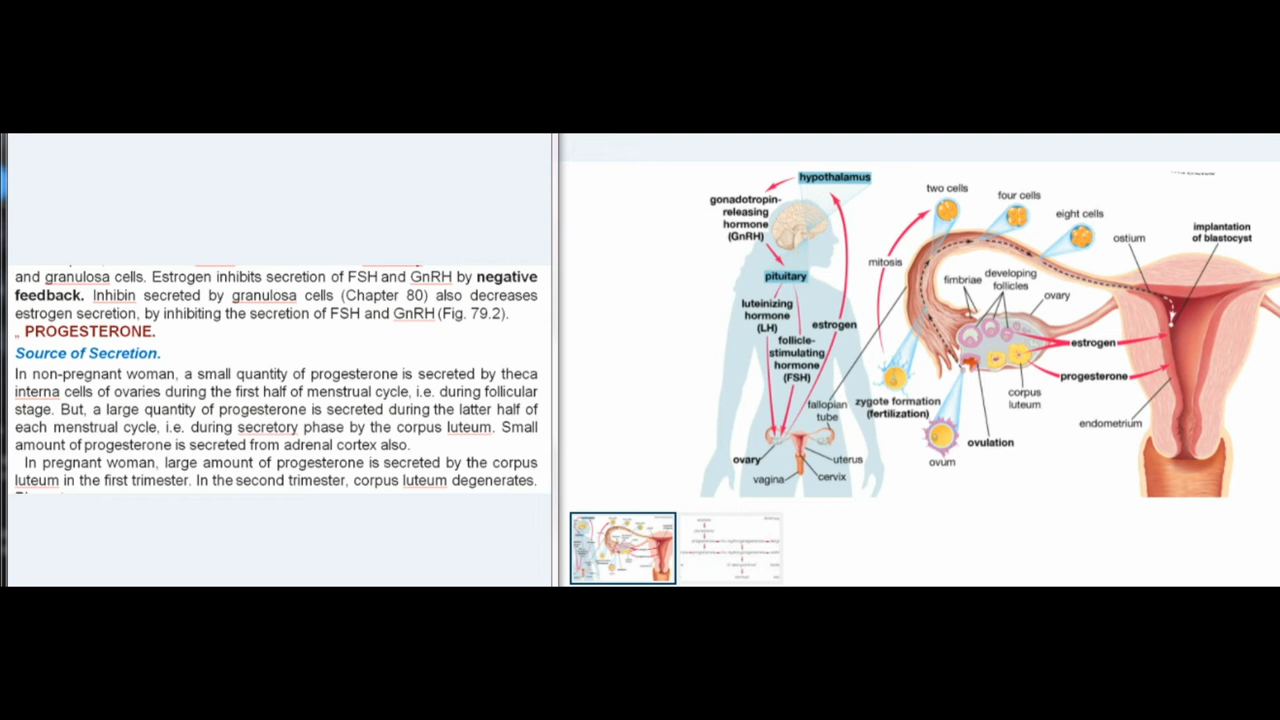 and granulosa cells. Estrogen inhibits secretion of FSH and GnRH by negative
feedback. Inhibin secreted by granulosa cells (Chapter 80) also decreases
estrogen secretion, by inhibiting the secretion of FSH and GnRH (Fig. 79.2).
„ PROGESTERONE.
Source of Secretion.
In non-pregnant woman, a small quantity of progesterone is secreted by theca
interna cells of ovaries during the first half of menstrual cycle, i.e. during follicular
stage. But, a large quantity of progesterone is secreted during the latter half of
each menstrual cycle, i.e. during secretory phase by the corpus luteum. Small
amount of progesterone is secreted from adrenal cortex also.
In pregnant woman, large amount of progesterone is secreted by the corpus
luteum in the first trimester. In the second trimester, corpus luteum degenerates.
hypothalamus
gonadotropin-
releasing
hormone
(GnRH)
pituitary
luteinizing
hormone
(LH)
estrogen
follicle-
stimulating
hormone
(FSH)
fallopian
tube
ovary
uterus
vagina
cervix
two cells
four cells
eight cells
mitosis
fimbriae
developing
follicles
ovary
ostium
implantation
of blastocyst
estrogen
progesterone
corpus
luteum
endometrium
zygote formation
(fertilization)
ovulation
ovum